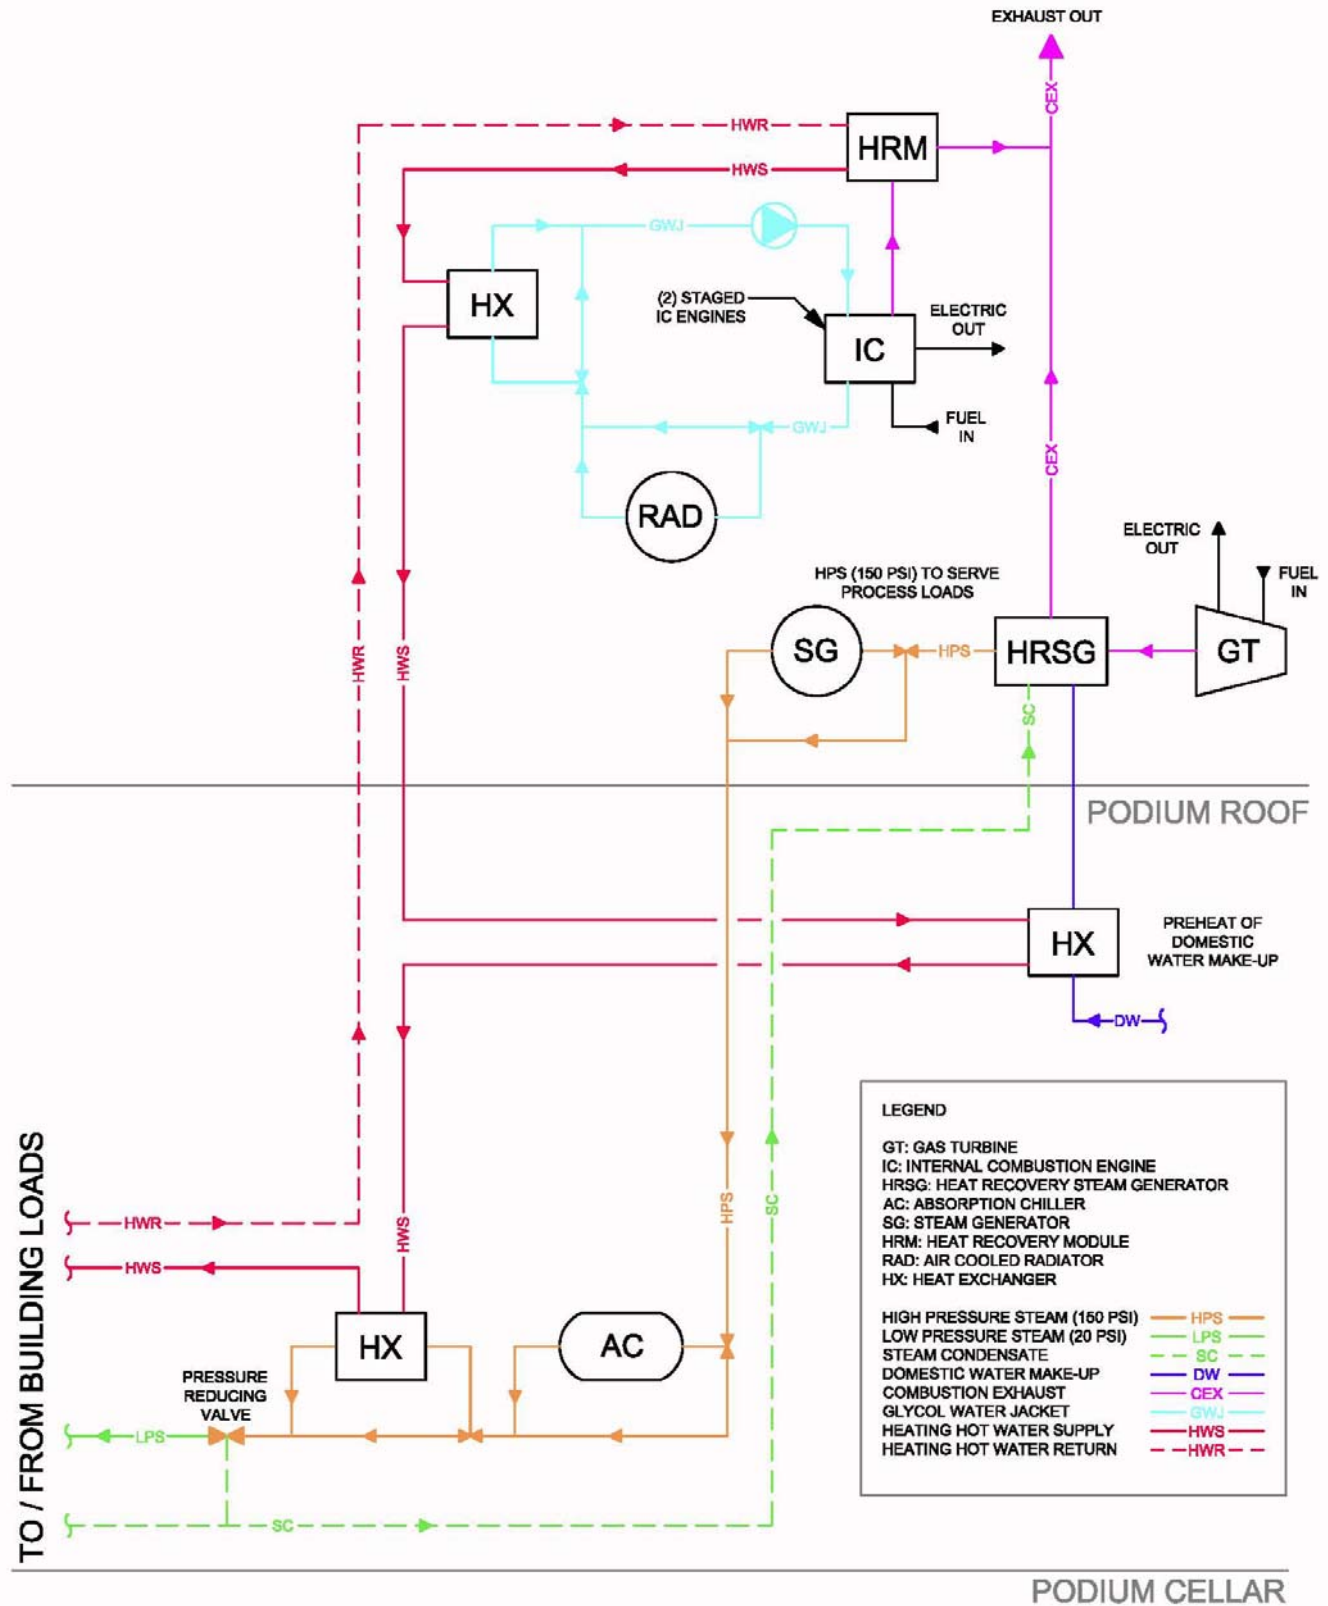 EXHAUST OUT
CEX
HWR
HRM
HWS
GWJ
HX
(2) STAGED
IC ENGINES
ELECTRIC
OUT
IC
FUEL
IN
GWJ
CEX
RAD
ELECTRIC
OUT
FUEL
IN
HPS (150 PSI) TO SERVE
PROCESS LOADS
SG
HPS
HRSG
GT
HWR
HWS
SC
PODIUM ROOF
HX
PREHEAT OF
DOMESTIC
WATER MAKE-UP
DW
TO / FROM BUILDING LOADS
HWR
HWS
HWS
HPS
SC
HX
AC
PRESSURE
REDUCING
VALVE
LPS
SC
LEGEND
GT: GAS TURBINE
IC: INTERNAL COMBUSTION ENGINE
HRSG: HEAT RECOVERY STEAM GENERATOR
AC: ABSORPTION CHILLER
SG: STEAM GENERATOR
HRM: HEAT RECOVERY MODULE
RAD: AIR COOLED RADIATOR
HX: HEAT EXCHANGER
HIGH PRESSURE STEAM (150 PSI) HPS
LOW PRESSURE STEAM (20 PSI) LPS
STEAM CONDENSATE SC
DOMESTIC WATER MAKE-UP DW
COMBUSTION EXHAUST CEX
GLYCOL WATER JACKET GWJ
HEATING HOT WATER SUPPLY HWS
HEATING HOT WATER RETURN HWR
PODIUM CELLAR